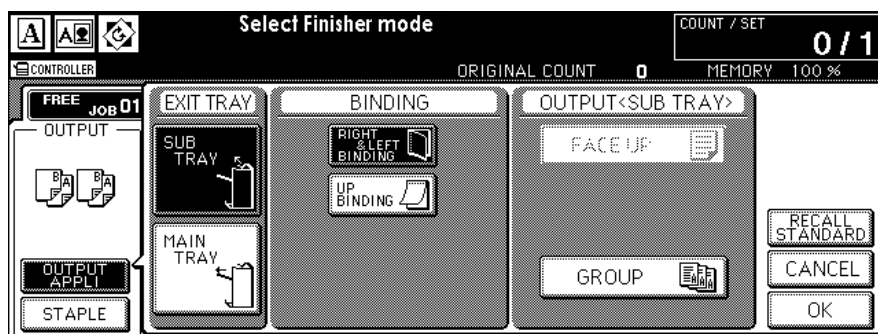 Select Finisher mode
COUNT / SET
0 / 1
A A
CONTROLLER
ORIGINAL COUNT 0 MEMORY 100 %
FREE JOB 01
OUTPUT
B A B A
OUTPUT APPLI
STAPLE
EXIT TRAY
SUB
TRAY
MAIN
TRAY
BINDING
RIGHT
&LEFT
BINDING
UP
BINDING
OUTPUT<SUB TRAY>
FACE UP
GROUP A A A
RECALL
STANDARD
CANCEL
OK